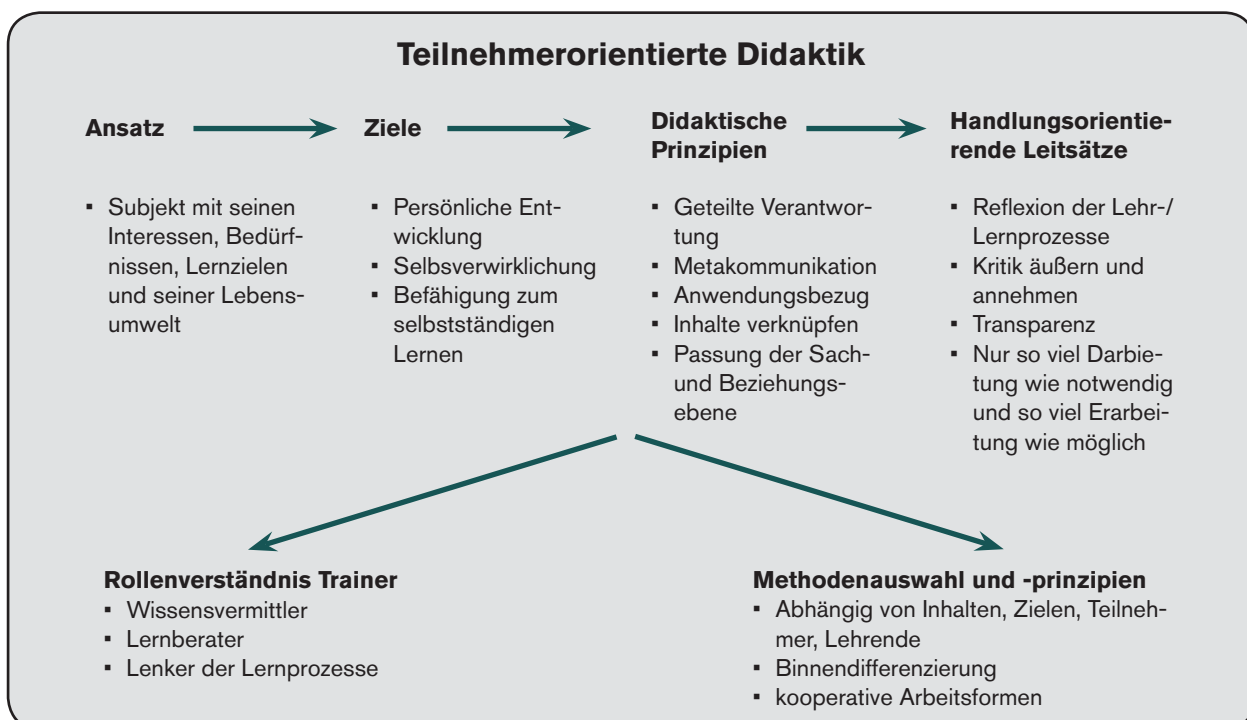 Teilnehmerorientierte Didaktik
Ansatz
Ziele
Didaktische
Prinzipien
Handlungsorientie-
rende Leitsätze
▪ Subjekt mit seinen
Interessen, Bedürf-
nissen, Lernzielen
und seiner Lebens-
umwelt
▪ Persönliche Ent-
wicklung
▪ Selbsverwirklichung
▪ Befähigung zum
selbstständigen
Lernen
▪ Geteilte Verantwor-
tung
▪ Metakommunikation
▪ Anwendungsbezug
▪ Inhalte verknüpfen
▪ Passung der Sach-
und Beziehungs-
ebene
▪ Reflexion der Lehr-/
Lernprozesse
▪ Kritik äußern und
annehmen
▪ Transparenz
▪ Nur so viel Darbie-
tung wie notwendig
und so viel Erarbei-
tung wie möglich
Rollenverständnis Trainer
▪ Wissensvermittler
▪ Lernberater
▪ Lenker der Lernprozesse
Methodenauswahl und -prinzipien
▪ Abhängig von Inhalten, Zielen, Teilneh-
mer, Lehrende
▪ Binnendifferenzierung
▪ kooperative Arbeitsformen